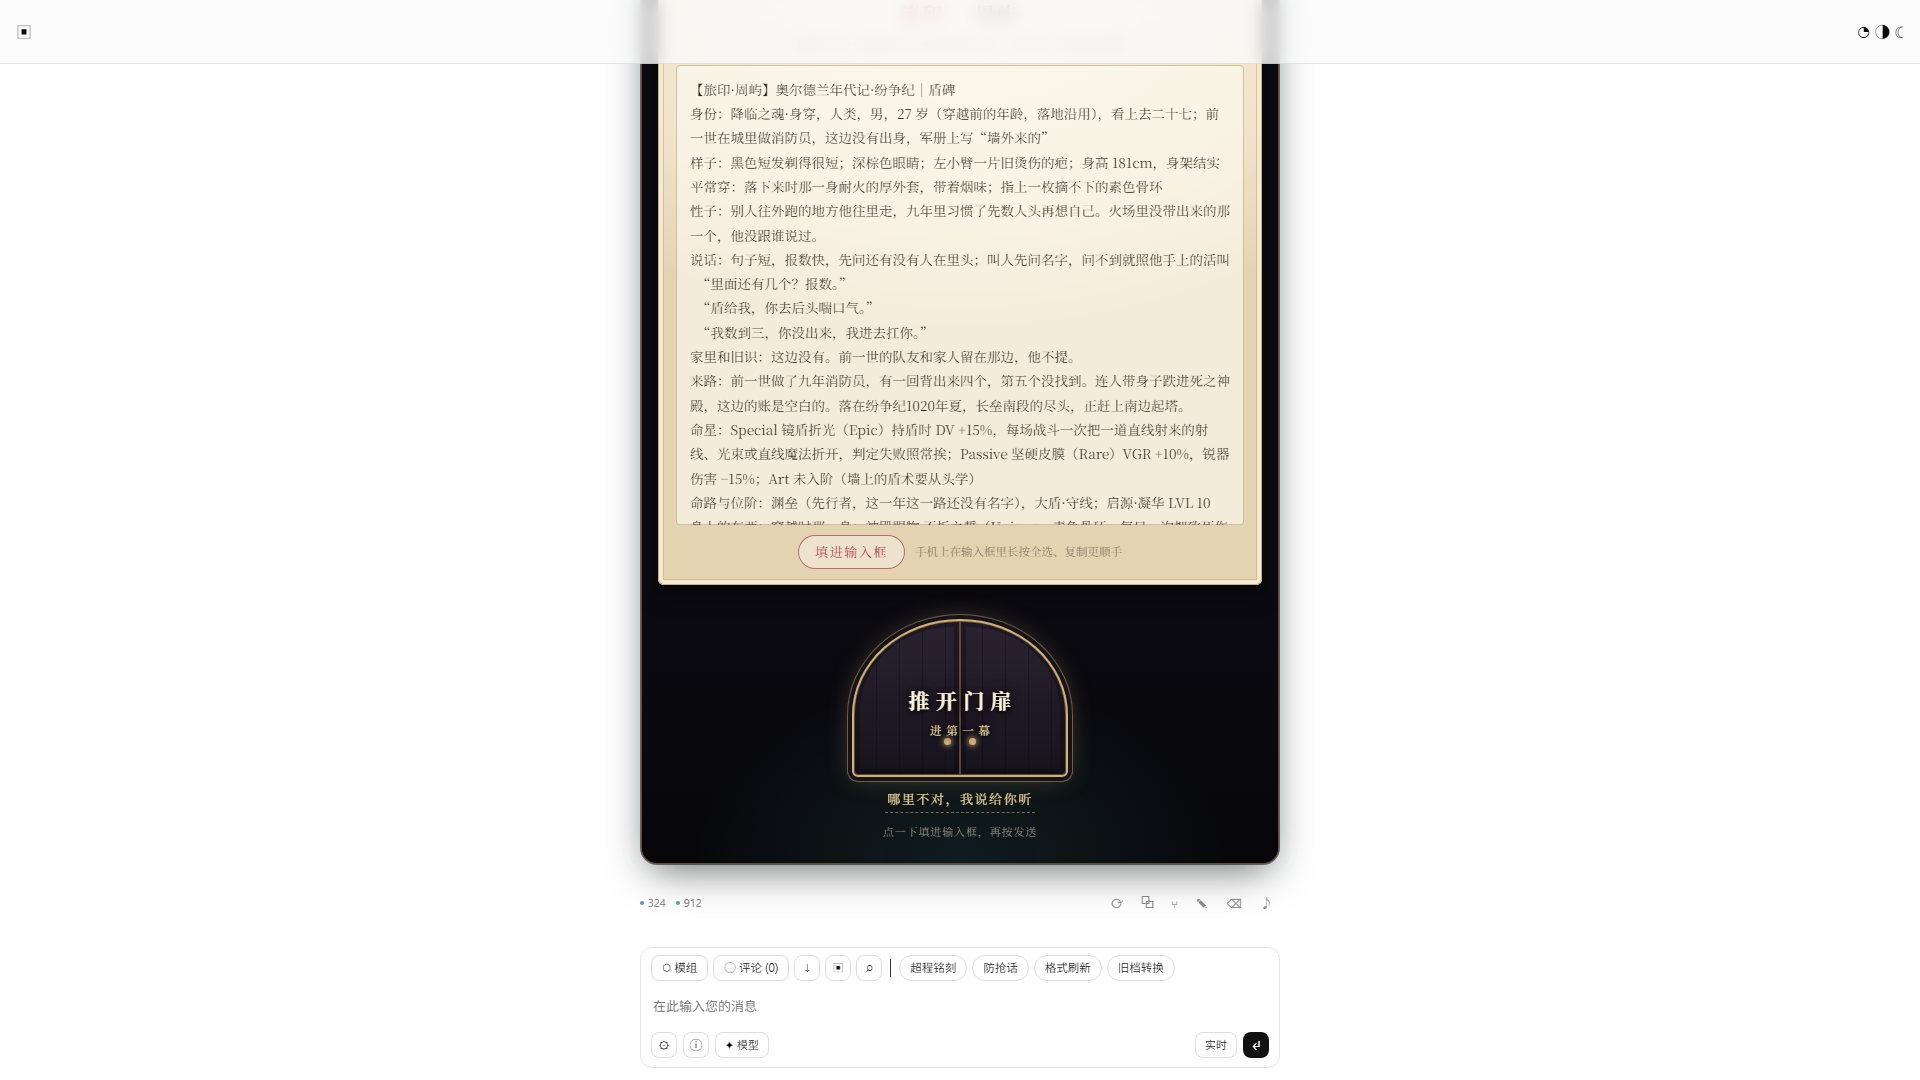 【旅印·周屿】奥尔德兰年代记·纷争纪｜盾碑
身份：降临之魂·身穿，人类，男，27 岁（穿越前的年龄，落地沿用），看上去二十七；前
一世在城里做消防员，这边没有出身，军册上写“墙外来的”
样子：黑色短发剃得很短；深棕色眼睛；左小臂一片旧烫伤的疤；身高 181cm，身架结实
平常穿：落下来时那一身耐火的厚外套，带着烟味；指上一枚摘不下的素色骨环
性子：别人往外跑的地方他往里走，九年里习惯了先数人头再想自己。火场里没带出来的那
一个，他没跟谁说过。
说话：句子短，报数快，先问还有没有人在里头；叫人先问名字，问不到就照他手上的活叫
“里面还有几个？报数。”
“盾给我，你去后头喘口气。”
“我数到三，你没出来，我进去扛你。”
家里和旧识：这边没有。前一世的队友和家人留在那边，他不提。
来路：前一世做了九年消防员，有一回背出来四个，第五个没找到。连人带身子跌进死之神
殿，这边的账是空白的。落在纷争纪1020年夏，长垒南段的尽头，正赶上南边起塔。
命星：Special 镜盾折光（Epic）持盾时 DV +15%，每场战斗一次把一道直线射来的射
线、光束或直线魔法折开，判定失败照常挨；Passive 坚硬皮膜（Rare）VGR +10%，锐器
伤害 −15%；Art 未入阶（墙上的盾术要从头学）
命路与位阶：渊垒（先行者，这一年这一路还没有名字），大盾·守线；启源·凝华 LVL 10
填进输入框
手机上在输入框里长按全选、复制更顺手
推开门扉
进第一幕
哪里不对，我说给你听
点一下填进输入框，再按发送
324 912
模组
评论 (0)
超程铭刻
防抢话
格式刷新
旧档转换
在此输入您的消息
模型
实时